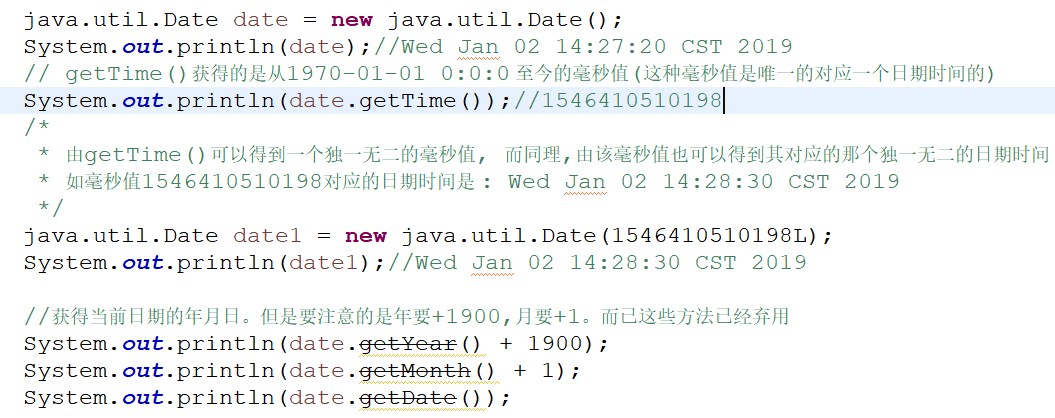 java.util.Date date = new java.util.Date();
System.out.println(date);//Wed Jan 02 14:27:20 CST 2019
// getTime()获得的是从1970-01-01 0:0:0至今的毫秒值(这种毫秒值是唯一的对应一个日期时间的)
System.out.println(date.getTime());//1546410510198
/*
 * 由getTime()可以得到一个独一无二的毫秒值, 而同理,由该毫秒值也可以得到其对应的那个独一无二的日期时间
 * 如毫秒值1546410510198对应的日期时间是: Wed Jan 02 14:28:30 CST 2019
 */
java.util.Date date1 = new java.util.Date(1546410510198L);
System.out.println(date1);//Wed Jan 02 14:28:30 CST 2019
//获得当前日期的年月日。但是要注意的是年要+1900,月要+1。而已这些方法已经弃用
System.out.println(date.getYear() + 1900);
System.out.println(date.getMonth() + 1);
System.out.println(date.getDate());